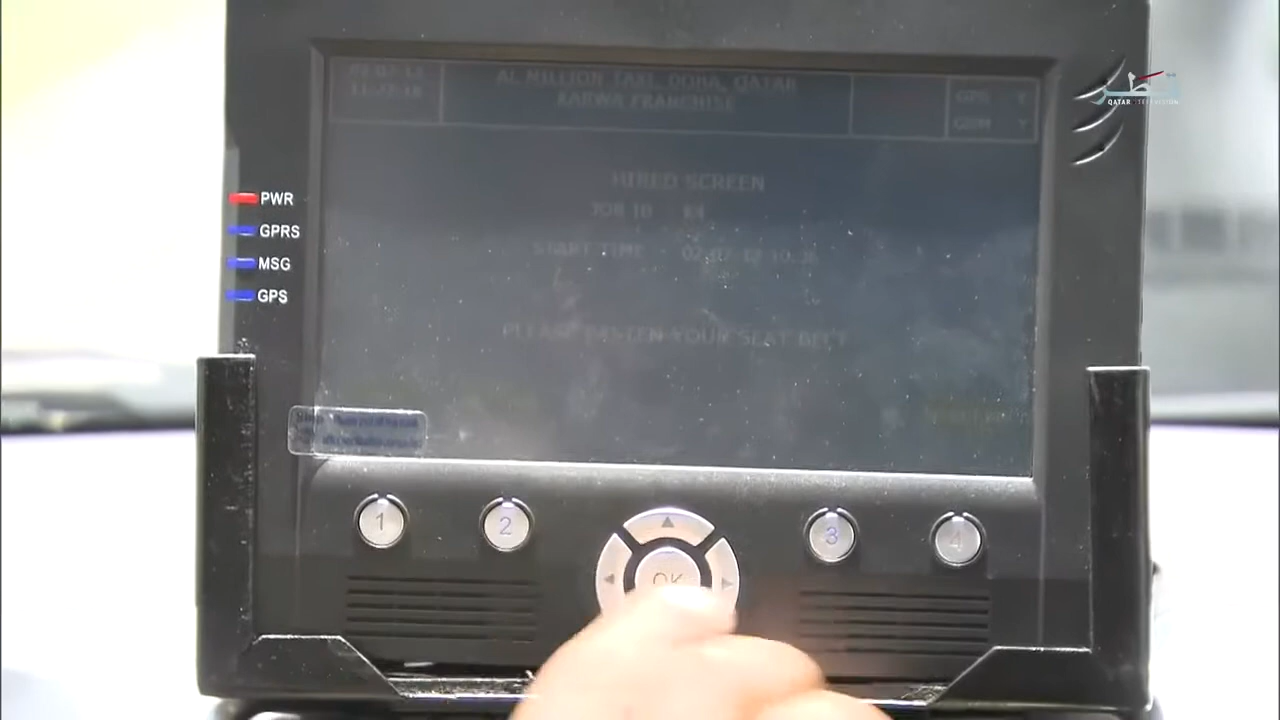 AL MILLION TAXI, DOHA, QATAR
KARWA FRANCHISE
GPS Y
GSM Y
قطر
QATAR TELEVISION
HIRED SCREEN
JOB ID
START TIME
PLEASE FASTEN YOUR SEAT BELT
PWR
GPRS
MSG
GPS
1
2
3
4
OK